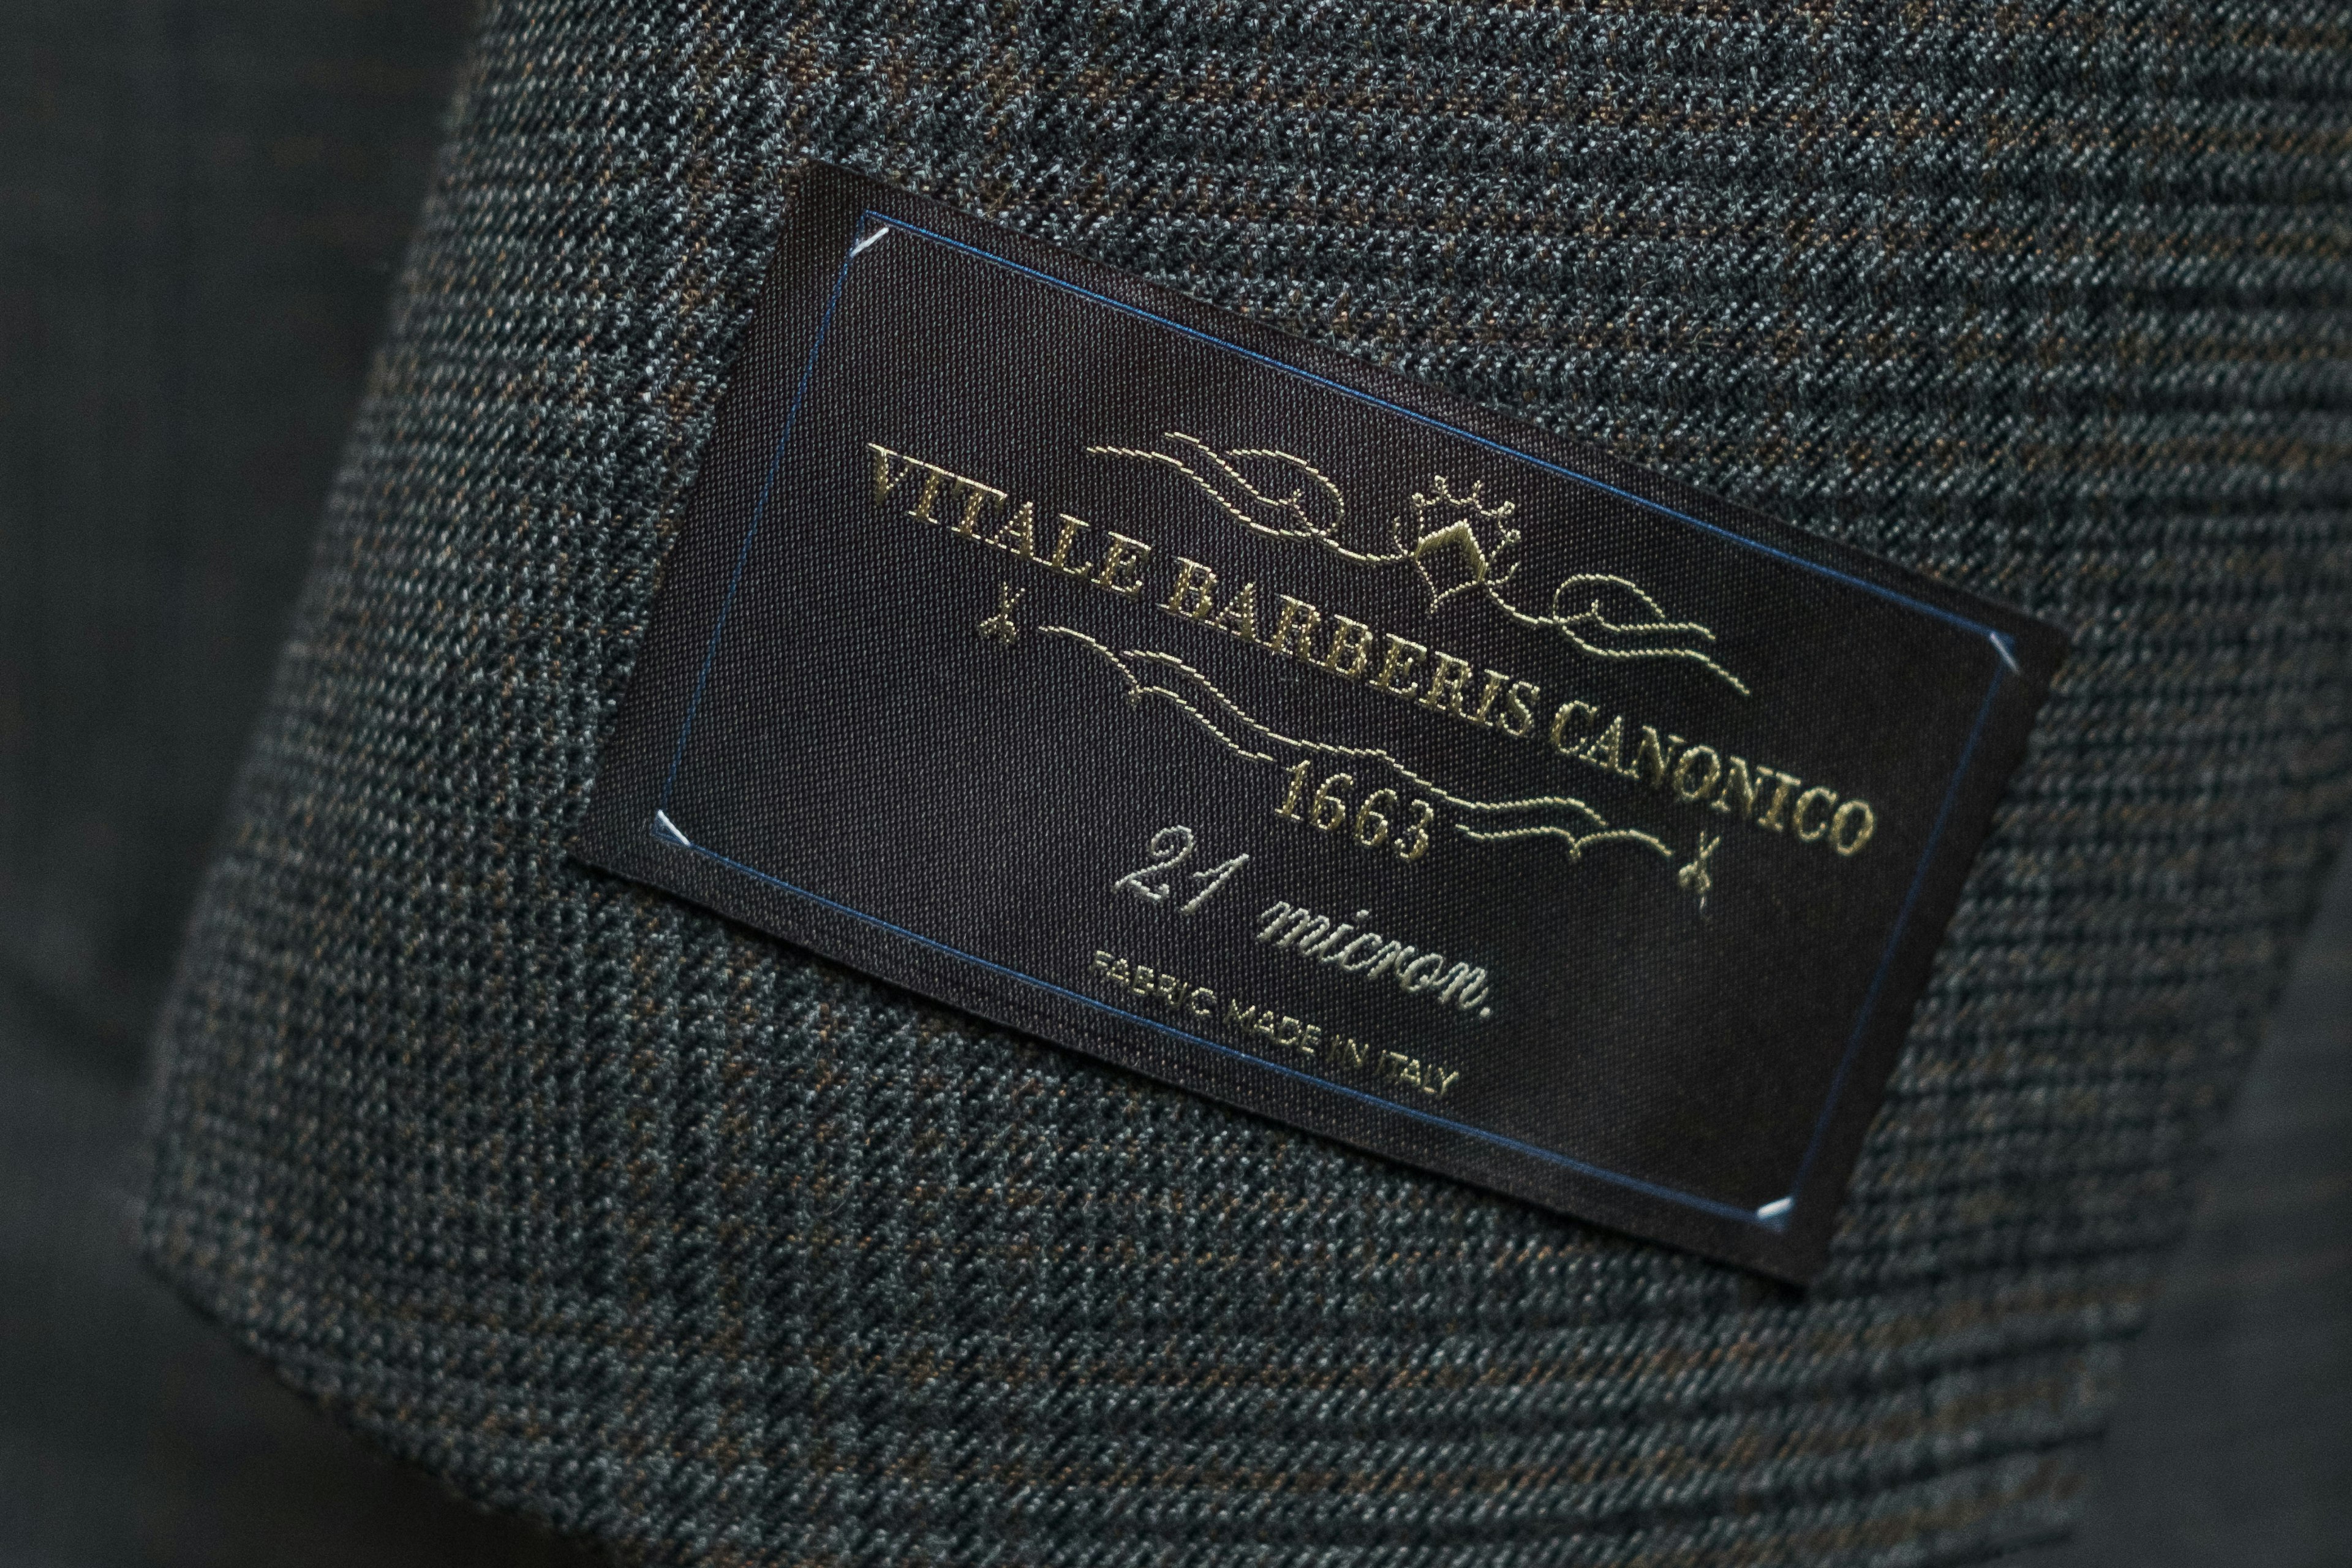 VITALE BARBERIS CANONICO
1663
21 micron.
FABRIC MADE IN ITALY